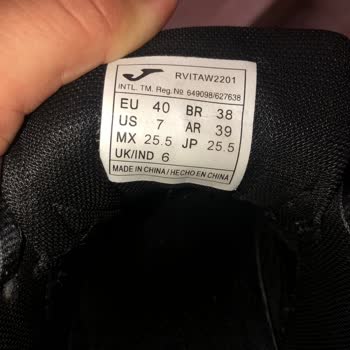 RVITAW2201
INTL. TM. Reg.№ 649098/627638
EU 40 BR 38
US 7 AR 39
MX 25.5 JP 25.5
UK/IND 6
MADE IN CHINA / HECHO EN CHINA